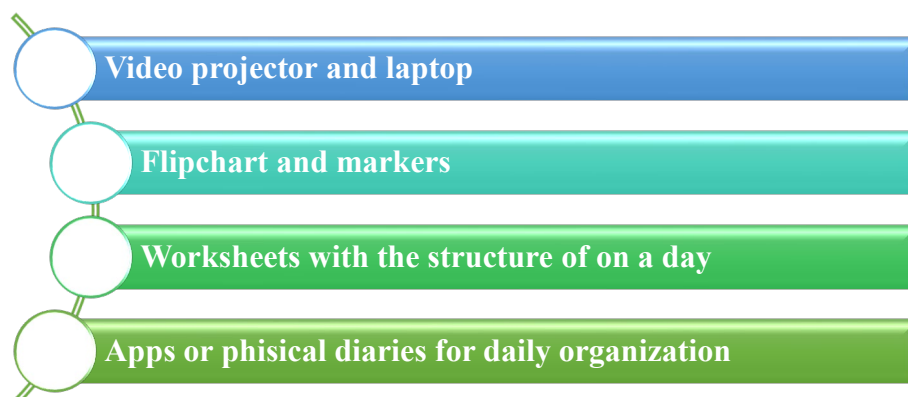 Video projector and laptop
Flipchart and markers
Worksheets with the structure of on a day
Apps or phisical diaries for daily organization